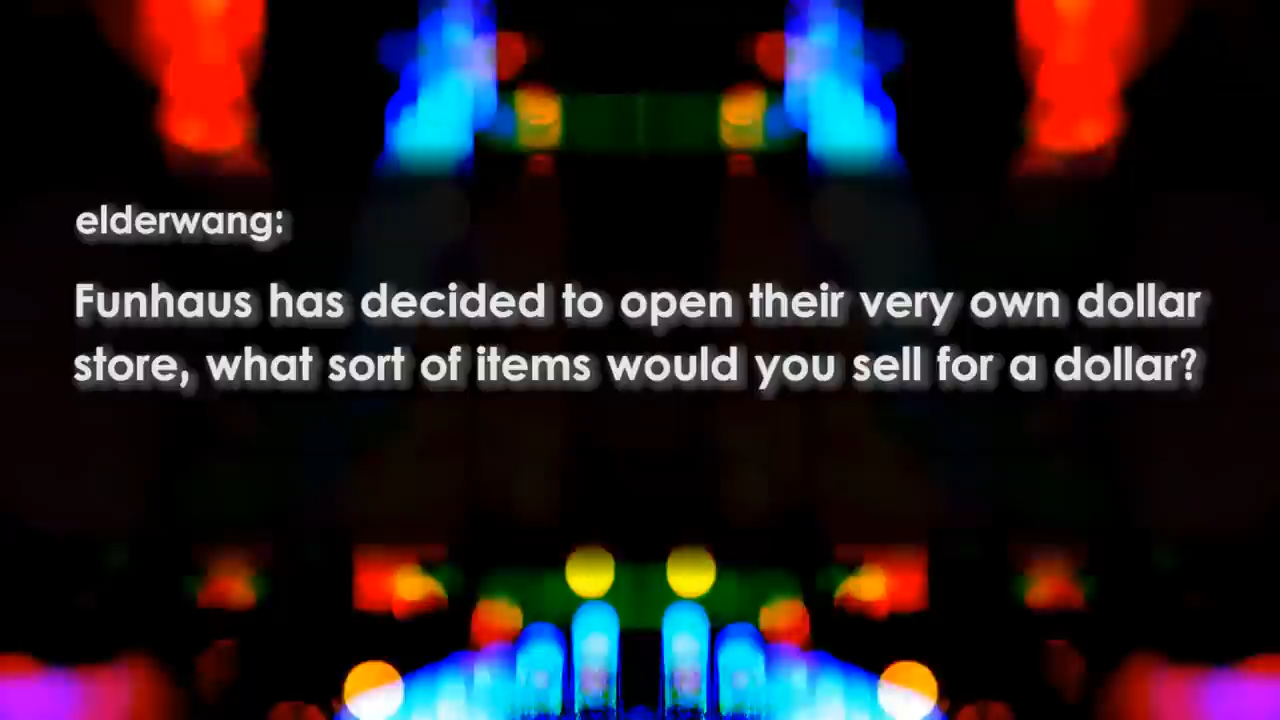 elderwang:
Funhaus has decided to open their very own dollar
store, what sort of items would you sell for a dollar?